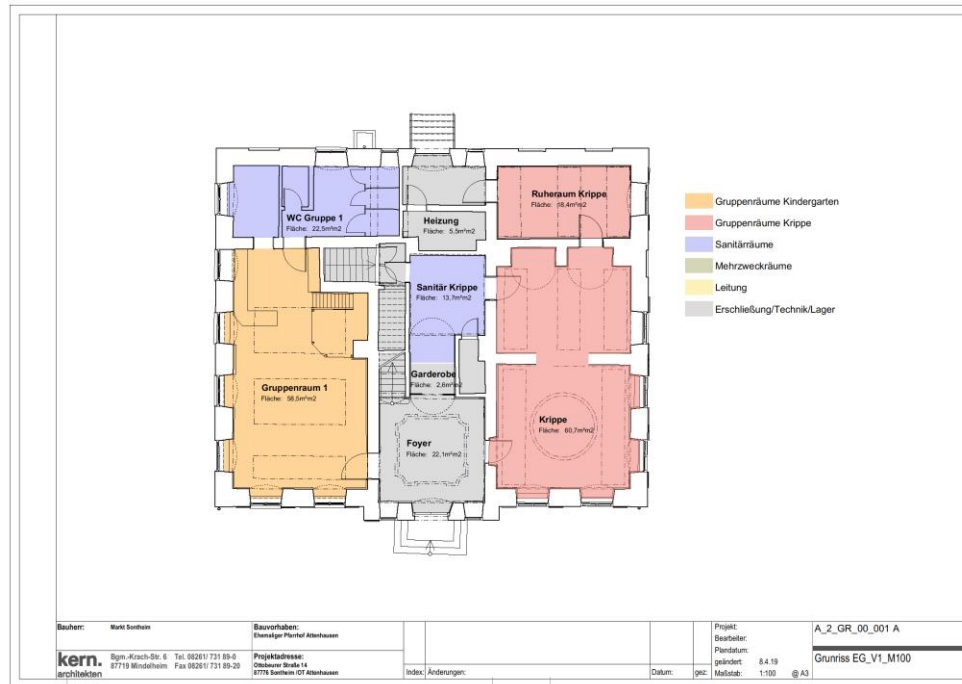 WC Gruppe 1
Fläche: 22,5m²m2
Heizung
Fläche: 5,5m²m2
Ruheraum Krippe
Fläche: 18,4m²m2
Sanitär Krippe
Fläche: 13,7m²m2
Gruppenraum 1
Fläche: 58,5m²m2
Garderobe
Fläche: 2,6m²m2
Foyer
Fläche: 22,1m²m2
Krippe
Fläche: 60,7m²m2
Gruppenräume Kindergarten
Gruppenräume Krippe
Sanitärräume
Mehrzweckräume
Leitung
Erschließung/Technik/Lager
Bauherr: Markt Sontheim
kern.
architekten
Bgm.-Krach-Str. 6 Tel. 08261/ 731 89-0
87719 Mindelheim Fax 08261/ 731 89-20
Bauvorhaben:
Ehemaliger Pfarrhof Attenhausen
Projektadresse:
Ottobeurer Straße 14
87776 Sontheim /OT Attenhausen
Index: Änderungen: Datum: gez:
Projekt: A_2_GR_00_001 A
Bearbeiter:
Plandatum:
geändert 8.4.19
Maßstab: 1:100 @ A3
Grunriss EG_V1_M100